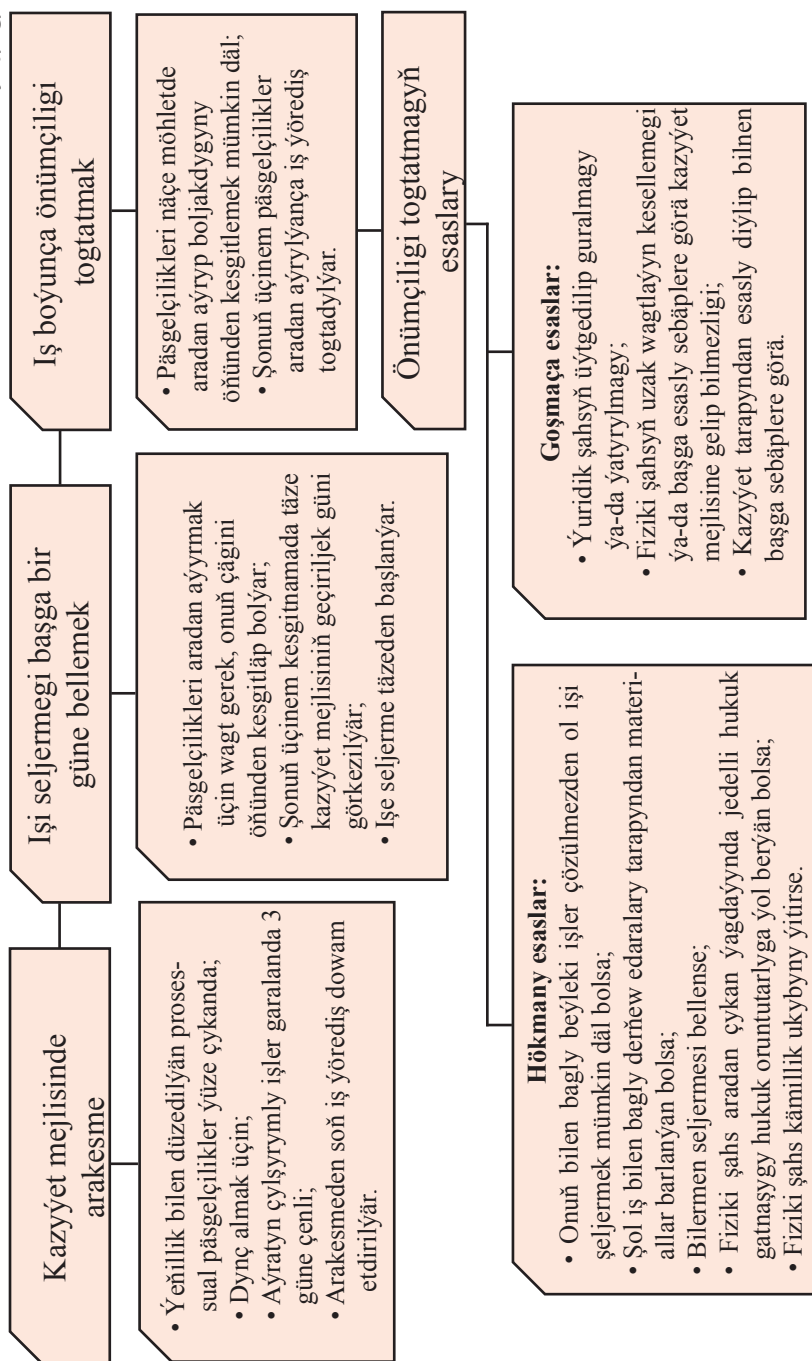 Kazyýet mejlisinde
arakesme
• Ýeňillik bilen düzedilýän proses-
sual päsgelçilikler ýüze çykanda;
• Dynç almak üçin;
• Aýratyn çylşyrymly işler garalanda 3
güne çenli;
• Arakesmeden soň iş ýörediş dowam
etdirilýär.
Işi seljermegi başga bir
güne bellemek
• Päsgelçilikleri aradan aýyrmak
üçin wagt gerek, onuň çägini
öňünden kesgitläp bolýar;
• Şonuň üçinem kesgitnamada täze
kazyýet mejlisiniň geçiriljek güni
görkezilýär;
• Işe seljerme täzeden başlanýar.
Iş boýunça önümçiligi
togtatmak
• Päsgelçilikleri näçe möhletde
aradan aýryp boljakdygyny
öňünden kesgitlemek mümkin däl;
• Şonuň üçinem päsgelçilikler
aradan aýrylýança iş ýörediş
togtadylýar.
Önümçiligi togtatmagyň
esaslary
Hökmany esaslar:
• Onuň bilen bagly beýleki işler çözülmezden ol işi
şeljermek mümkin däl bolsa;
• Şol iş bilen bagly derňew edaralary tarapyndan materi-
allar barlanýan bolsa;
• Bilermen seljermesi bellense;
• Fiziki şahs aradan çykan ýagdaýynda jedelli hukuk
gatnaşygy hukuk oruntutarlyga ýol berýän bolsa;
• Fiziki şahs kämillik ukybyny ýitirse.
Goşmaça esaslar:
• Ýuridik şahsyň üýtgedilip guralmagy
ýa-da ýatyrylmagy;
• Fiziki şahsyň uzak wagtlaýyn kesellemegi
ýa-da başga esasly sebäplere görä kazyýet
mejlisine gelip bilmezligi;
• Kazyýet tarapyndan esasly diýlip bilnen
başga sebäplere görä.